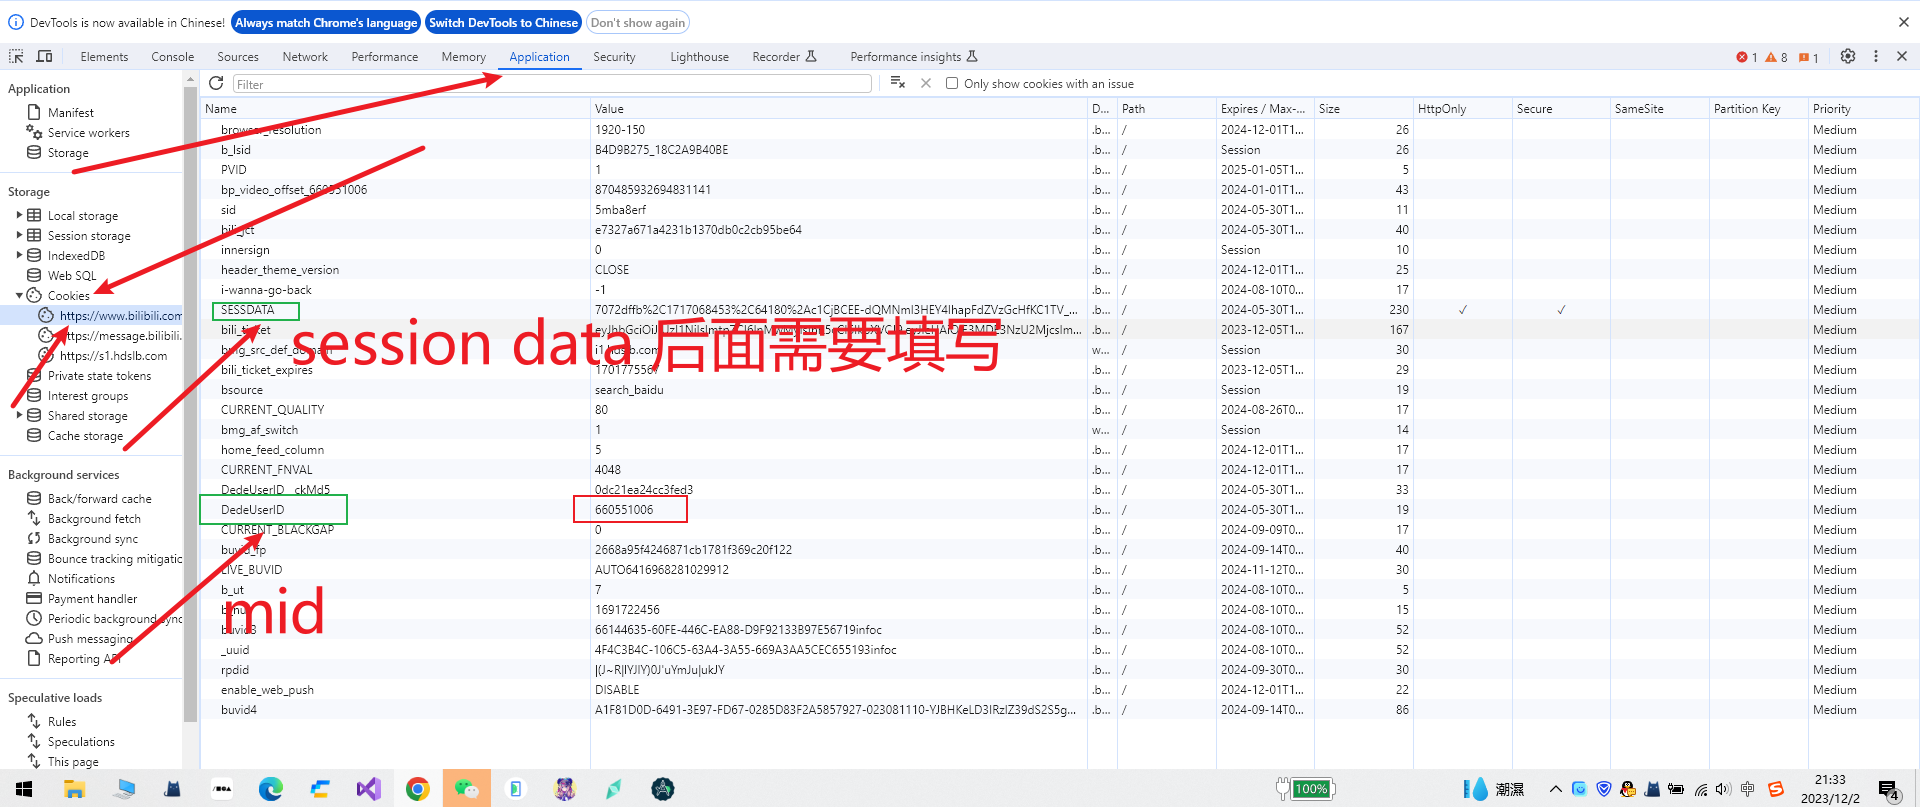 DevTools is now available in Chinese! Always match Chrome's language Switch DevTools to Chinese Don't show again
Elements Console Sources Network Performance Memory Application Security Lighthouse Recorder Performance insights 1 8 1
Filter Only show cookies with an issue
Application
Manifest
Service workers
Storage
Storage
Local storage
Session storage
IndexedDB
Web SQL
Cookies
https://www.bilibili.com
https://message.bilibili.
https://s1.hdslb.com
Private state tokens
Interest groups
Shared storage
Cache storage
Background services
Back/forward cache
Background fetch
Background sync
Bounce tracking mitigatic
Notifications
Payment handler
Periodic background sync
Push messaging
Reporting API
Speculative loads
Rules
Speculations
This page
Name Value D... Path Expires / Max-... Size HttpOnly Secure SameSite Partition Key Priority
browser_resolution 1920-150 .b... / 2024-12-01T1... 26 Medium
b_lsid B4D9B275_18C2A9B40BE .b... / Session 26 Medium
PVID 1 .b... / 2025-01-05T1... 5 Medium
bp_video_offset_660551006 870485932694831141 .b... / 2024-01-01T1... 43 Medium
sid 5mba8erf .b... / 2024-05-30T1... 11 Medium
bili_jct e7327a671a4231b1370db0c2cb95be64 .b... / 2024-05-30T1... 40 Medium
innersign 0 .b... / Session 10 Medium
header_theme_version CLOSE .b... / 2024-12-01T1... 25 Medium
i-wanna-go-back -1 .b... / 2024-08-10T0... 17 Medium
SESSDATA 7072dffb%2C1717068453%2C64180%2Ac1CjBCEE-dQMNmI3HEY4lhapFdZVzGcHfKC1TV_... .b... / 2024-05-30T1... 230 ✓ ✓ Medium
bili_ticket .b... / 2023-12-05T1... 167 Medium
bmg_src_def_domain i1.hdslb.com w... / Session 30 Medium
session data 后面需要填写
bili_ticket_expires .b... / 2023-12-05T1... 29 Medium
bsource search_baidu .b... / Session 19 Medium
CURRENT_QUALITY 80 .b... / 2024-08-26T0... 17 Medium
bmg_af_switch 1 w... / Session 14 Medium
home_feed_column 5 .b... / 2024-12-01T1... 17 Medium
CURRENT_FNVAL 4048 .b... / 2024-12-01T1... 17 Medium
DedeUserID__ckMd5 0dc21ea24cc3fed3 .b... / 2024-05-30T1... 33 Medium
DedeUserID 660551006 .b... / 2024-05-30T1... 19 Medium
CURRENT_BLACKGAP 0 .b... / 2024-09-09T0... 17 Medium
buvid_fp 2668a95f4246871cb1781f369c20f122 .b... / 2024-09-14T0... 40 Medium
LIVE_BUVID AUTO6416968281029912 .b... / 2024-11-12T0... 30 Medium
b_ut 7 .b... / 2024-08-10T0... 5 Medium
b_nut 1691722456 .b... / 2024-08-10T0... 15 Medium
mid
buvid3 66144635-60FE-446C-EA88-D9F92133B97E56719infoc .b... / 2024-08-10T0... 52 Medium
_uuid 4F4C3B4C-106C5-63A4-3A55-669A3AA5CEC655193infoc .b... / 2024-08-10T0... 52 Medium
rpdid |(J~R|lYJlY)0J'uYmJu|ukJY .b... / 2024-09-30T0... 30 Medium
enable_web_push DISABLE .b... / 2024-12-01T1... 22 Medium
buvid4 A1F81D0D-6491-3E97-FD67-0285D83F2A5857927-023081110-YJBHKeLD3IRzlZ39dS2S5g... .b... / 2024-09-14T0... 86 Medium
100% 潮濕 中 21:33
2023/12/2 4